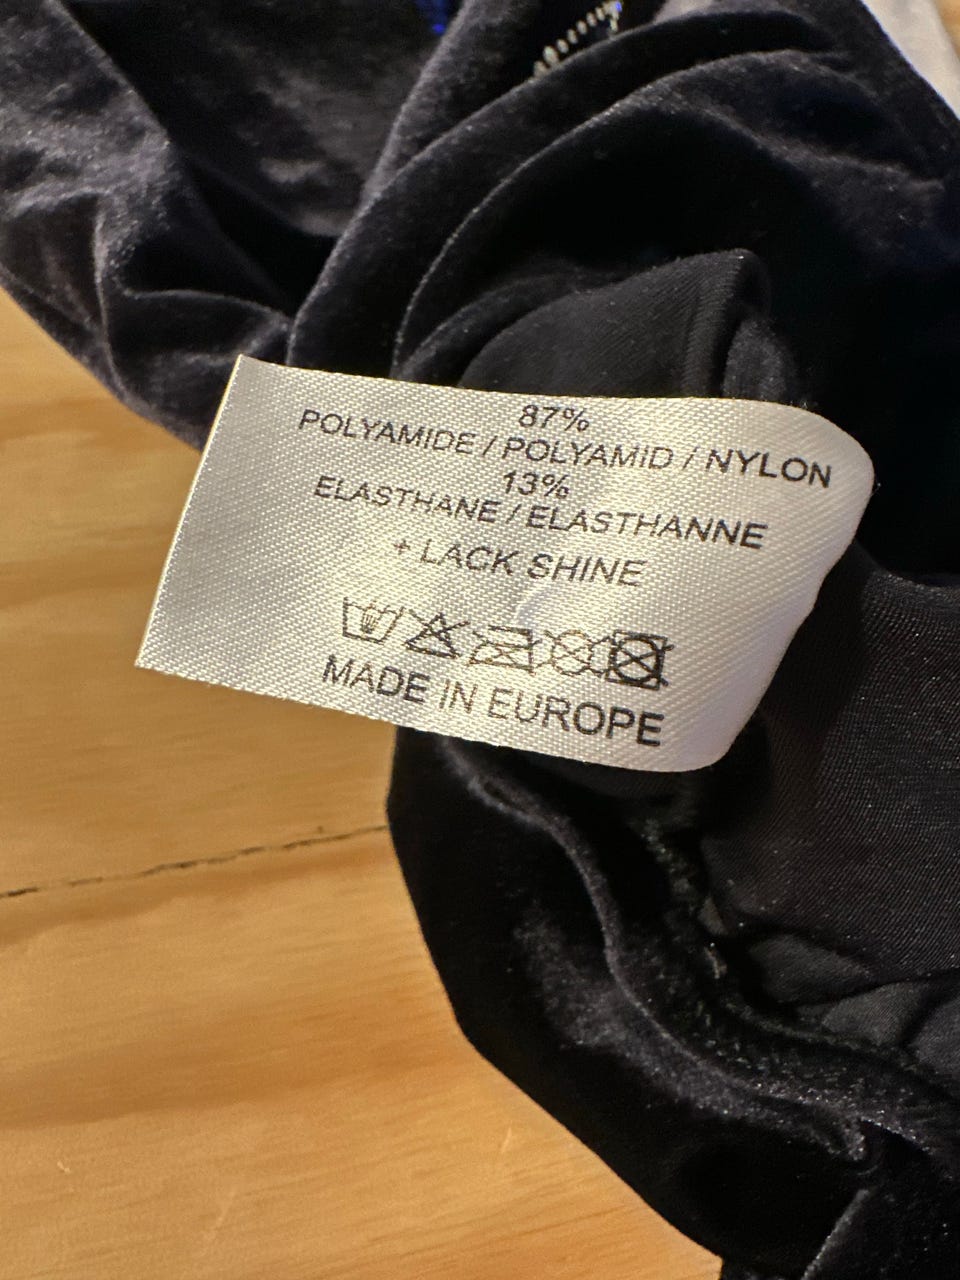 87%
POLYAMIDE / POLYAMID / NYLON
13%
ELASTHANE / ELASTHANNE
+ LACK SHINE
MADE IN EUROPE